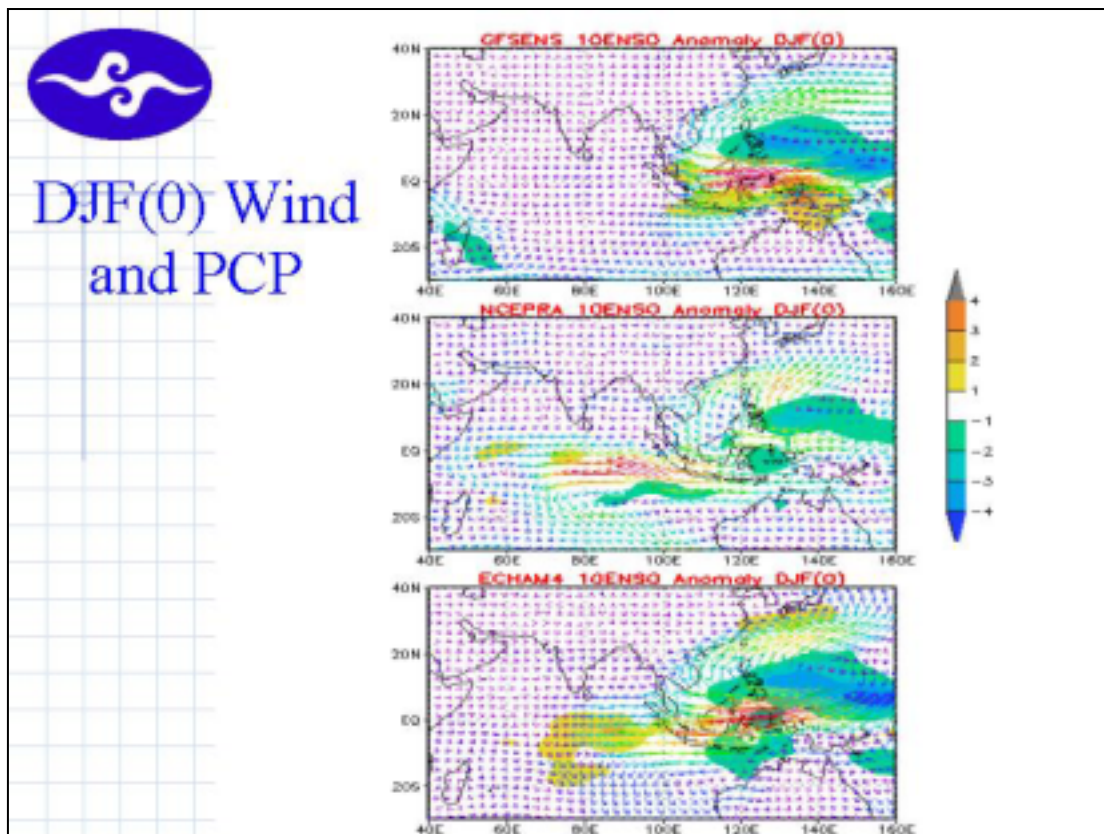 DJF(0) Wind
and PCP
GFSENS 10ENSO Anomaly DJF(0)
40N
20N
EQ
20S
40E 60E 80E 100E 120E 140E 160E
NCEPRA 10ENSO Anomaly DJF(0)
40N
20N
EQ
20S
40E 60E 80E 100E 120E 140E 160E
ECHAM4 10ENSO Anomaly DJF(0)
40N
20N
EQ
20S
40E 60E 80E 100E 120E 140E 160E
4
3
2
1
-1
-2
-3
-4